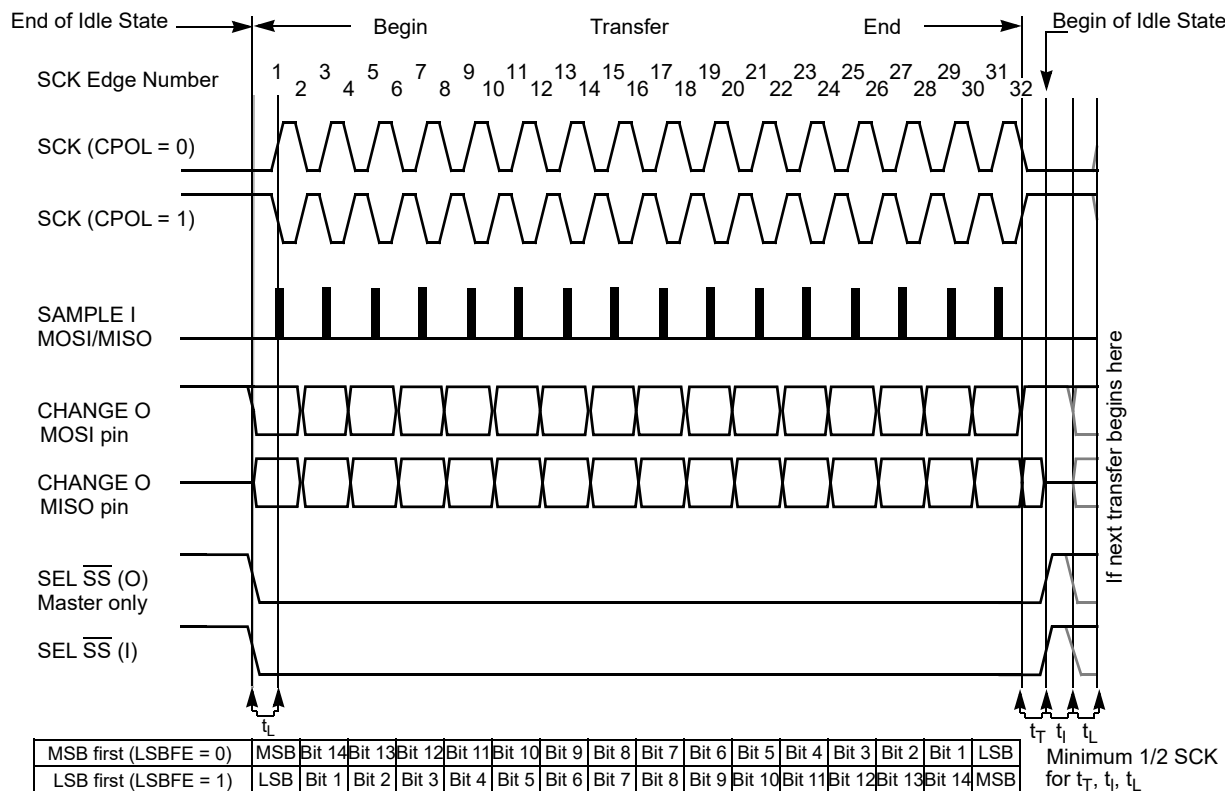 End of Idle State
Begin
Transfer
End
Begin of Idle State
SCK Edge Number
1 3 5 7 9 11 13 15 17 19 21 23 25 27 29 31
2 4 6 8 10 12 14 16 18 20 22 24 26 28 30 32
SCK (CPOL = 0)
SCK (CPOL = 1)
SAMPLE I
MOSI/MISO
CHANGE O
MOSI pin
CHANGE O
MISO pin
SEL SS (O)
Master only
SEL SS (I)
If next transfer begins here
tL
tT tI tL
MSB first (LSBFE = 0) MSB Bit 14 Bit 13 Bit 12 Bit 11 Bit 10 Bit 9 Bit 8 Bit 7 Bit 6 Bit 5 Bit 4 Bit 3 Bit 2 Bit 1 LSB
LSB first (LSBFE = 1) LSB Bit 1 Bit 2 Bit 3 Bit 4 Bit 5 Bit 6 Bit 7 Bit 8 Bit 9 Bit 10 Bit 11 Bit 12 Bit 13 Bit 14 MSB
Minimum 1/2 SCK
for tT, tI, tL